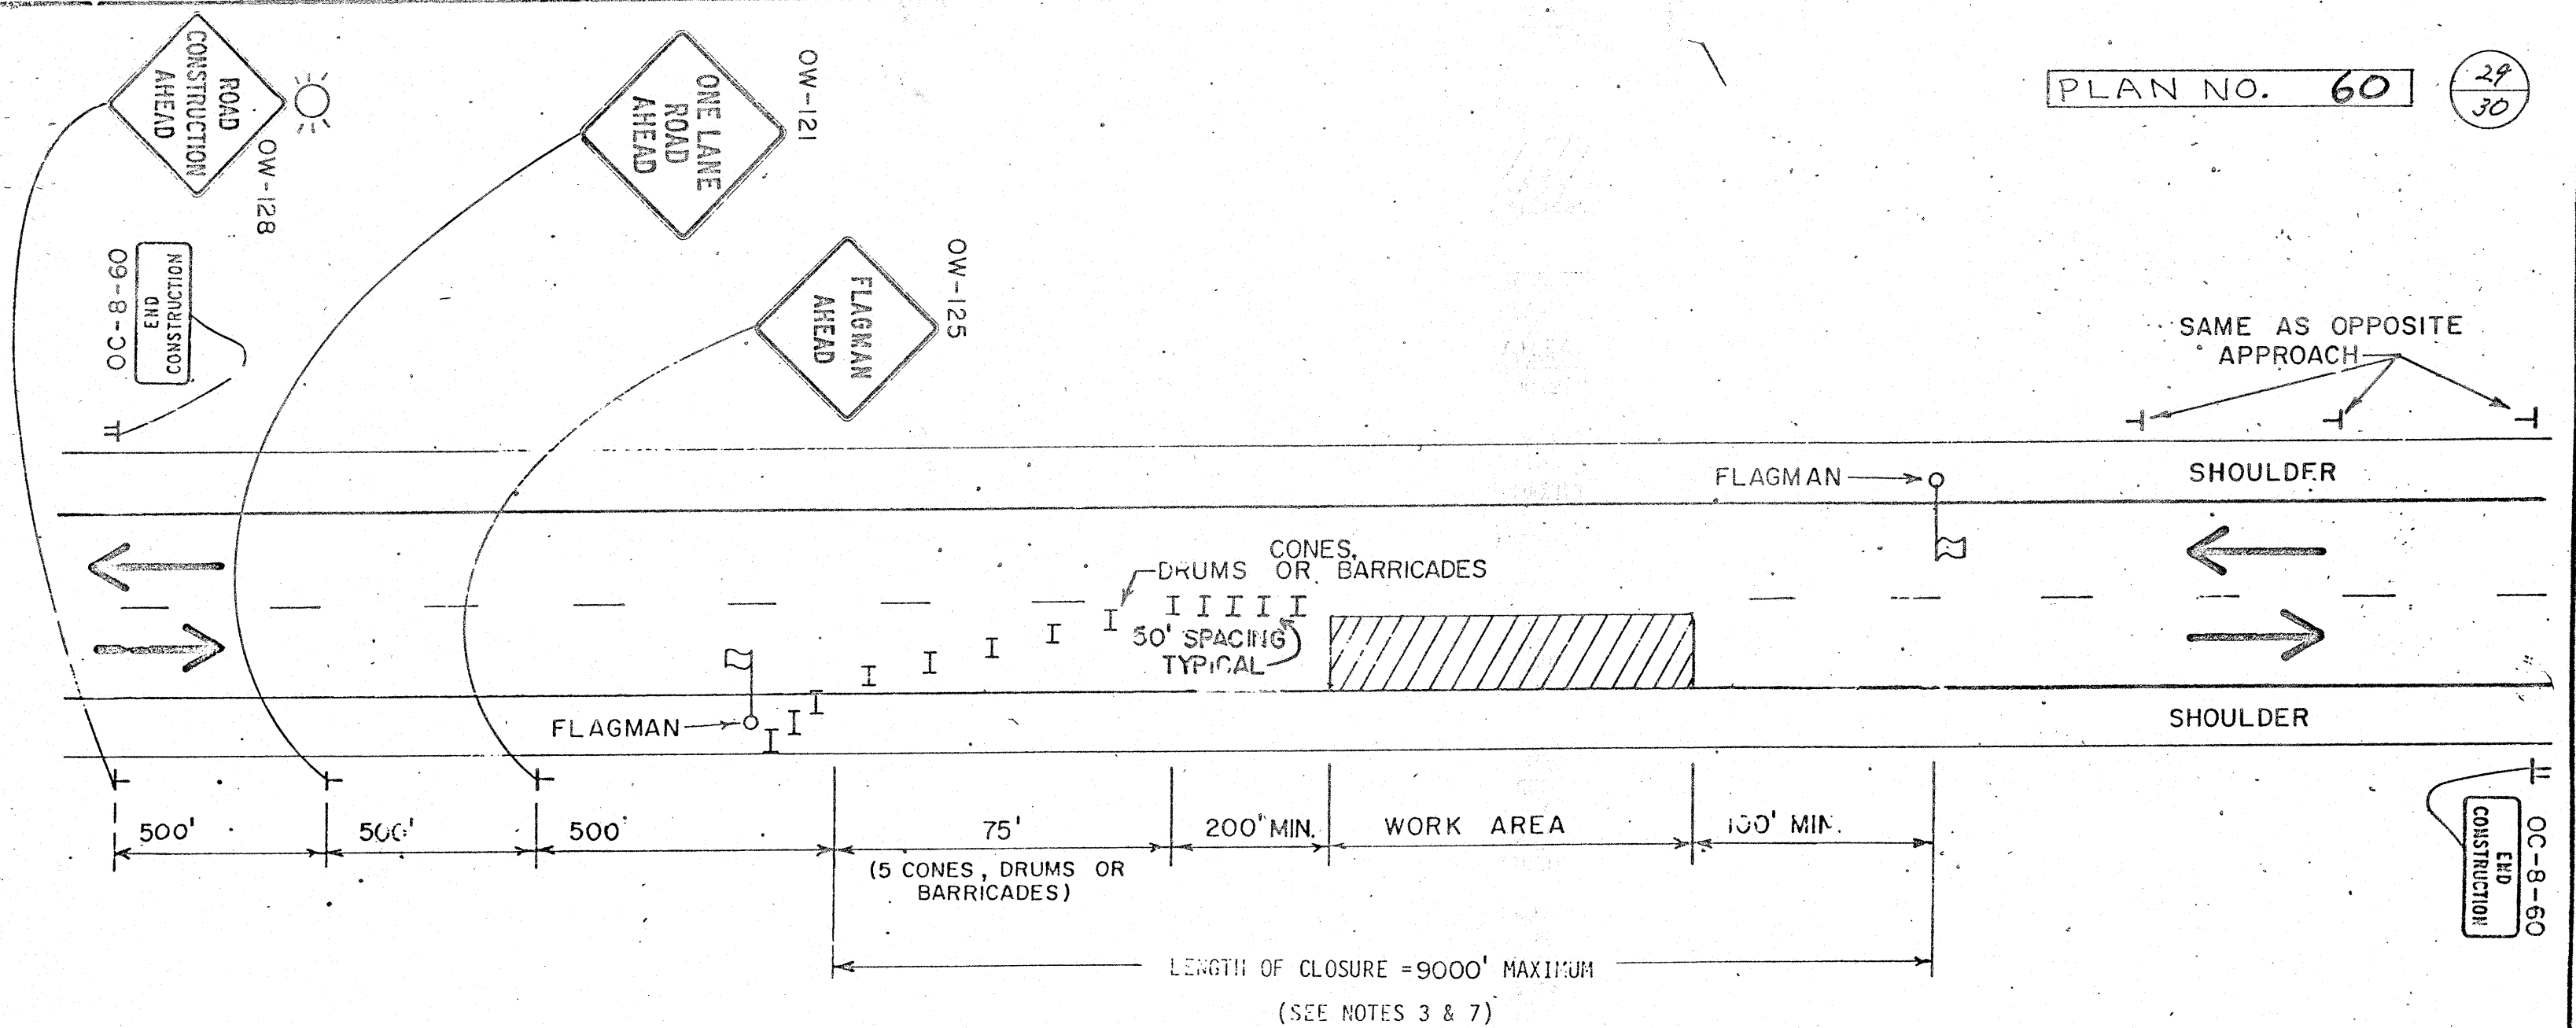 PLAN NO. 60
29
30
ROAD
CONSTRUCTION
AHEAD
OW-128
ONE LANE
ROAD
AHEAD
OW-121
FLAGMAN
AHEAD
OW-125
OC-8-60
END
CONSTRUCTION
SAME AS OPPOSITE
APPROACH
FLAGMAN
SHOULDER
CONES,
DRUMS OR BARRICADES
50' SPACING
TYPICAL
FLAGMAN
SHOULDER
500'
500'
500'
75'
200' MIN.
WORK AREA
100' MIN.
(5 CONES, DRUMS OR
BARRICADES)
END
CONSTRUCTION
OC-8-60
LENGTH OF CLOSURE = 9000' MAXIMUM
(SEE NOTES 3 & 7)